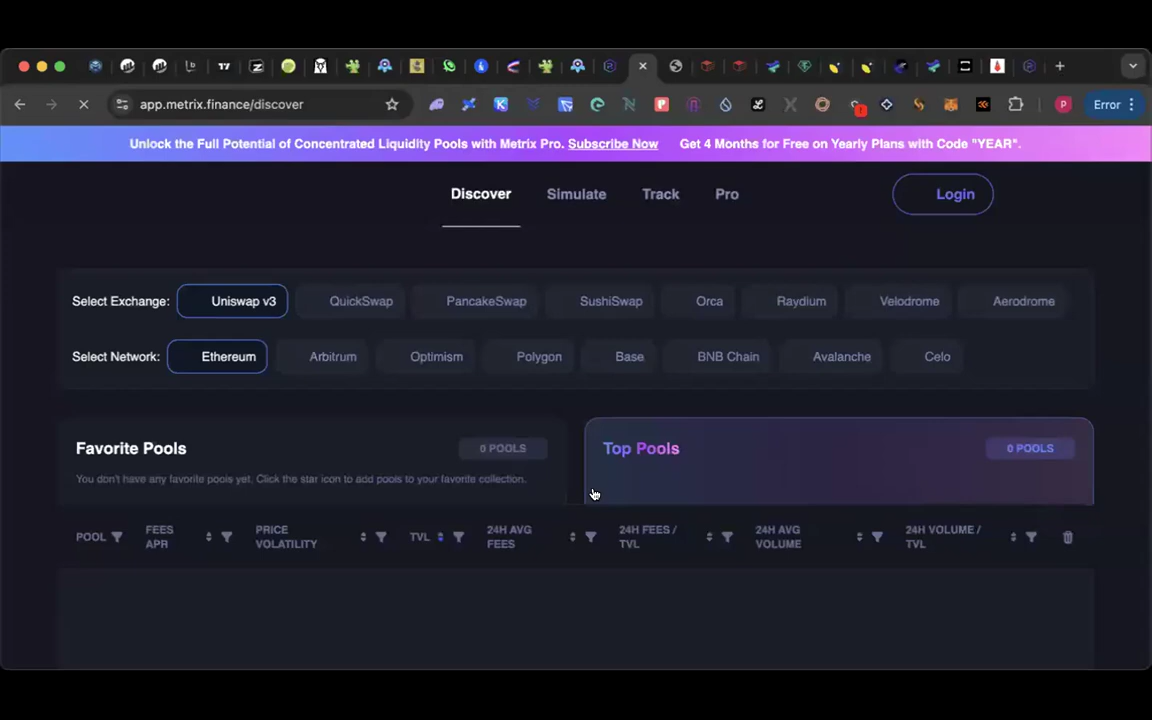 app.metrix.finance/discover
Error
Unlock the Full Potential of Concentrated Liquidity Pools with Metrix Pro. Subscribe Now Get 4 Months for Free on Yearly Plans with Code "YEAR".
Discover Simulate Track Pro Login
Select Exchange: Uniswap v3 QuickSwap PancakeSwap SushiSwap Orca Raydium Velodrome Aerodrome
Select Network: Ethereum Arbitrum Optimism Polygon Base BNB Chain Avalanche Celo
Favorite Pools 0 POOLS
You don't have any favorite pools yet. Click the star icon to add pools to your favorite collection.
Top Pools 0 POOLS
POOL
FEES
APR
PRICE
VOLATILITY
TVL
24H AVG
FEES
24H FEES /
TVL
24H AVG
VOLUME
24H VOLUME /
TVL